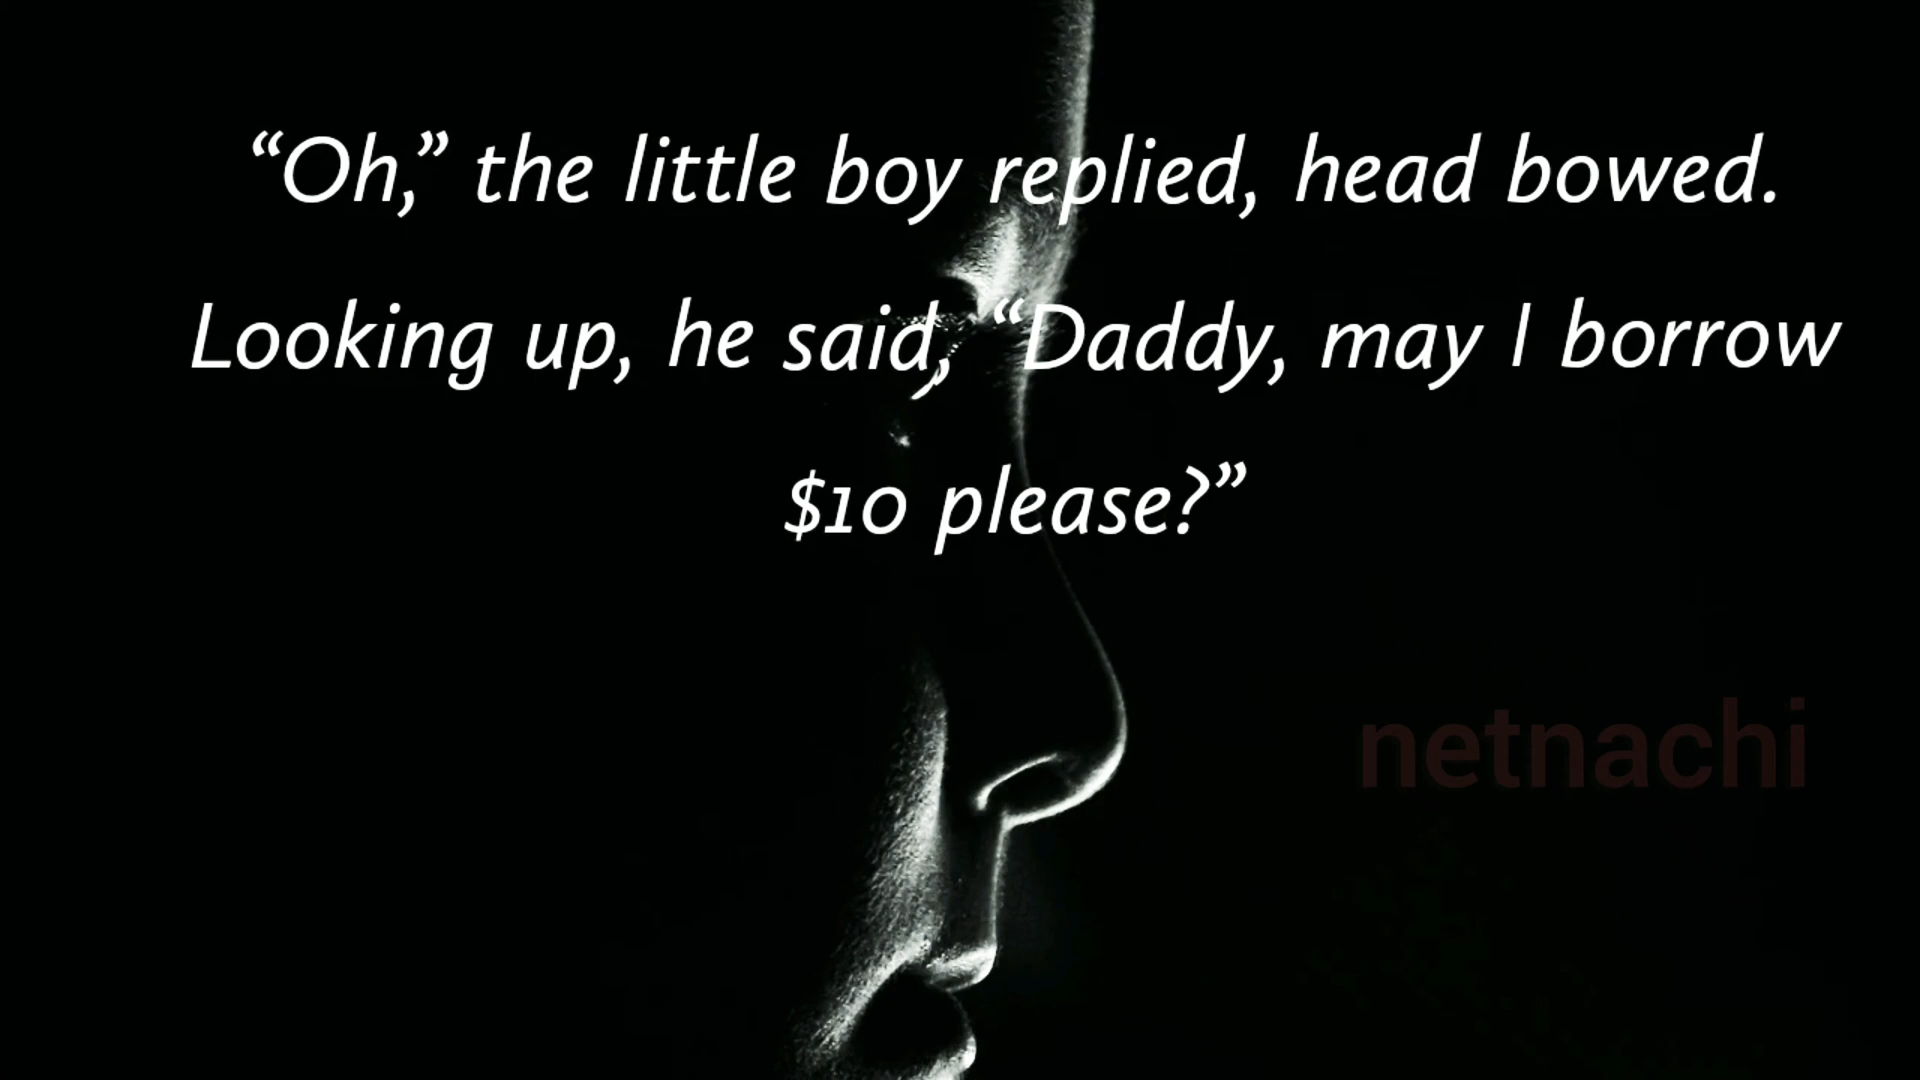 “Oh,” the little boy replied, head bowed.
Looking up, he said, “Daddy, may I borrow
$10 please?”
netnachi